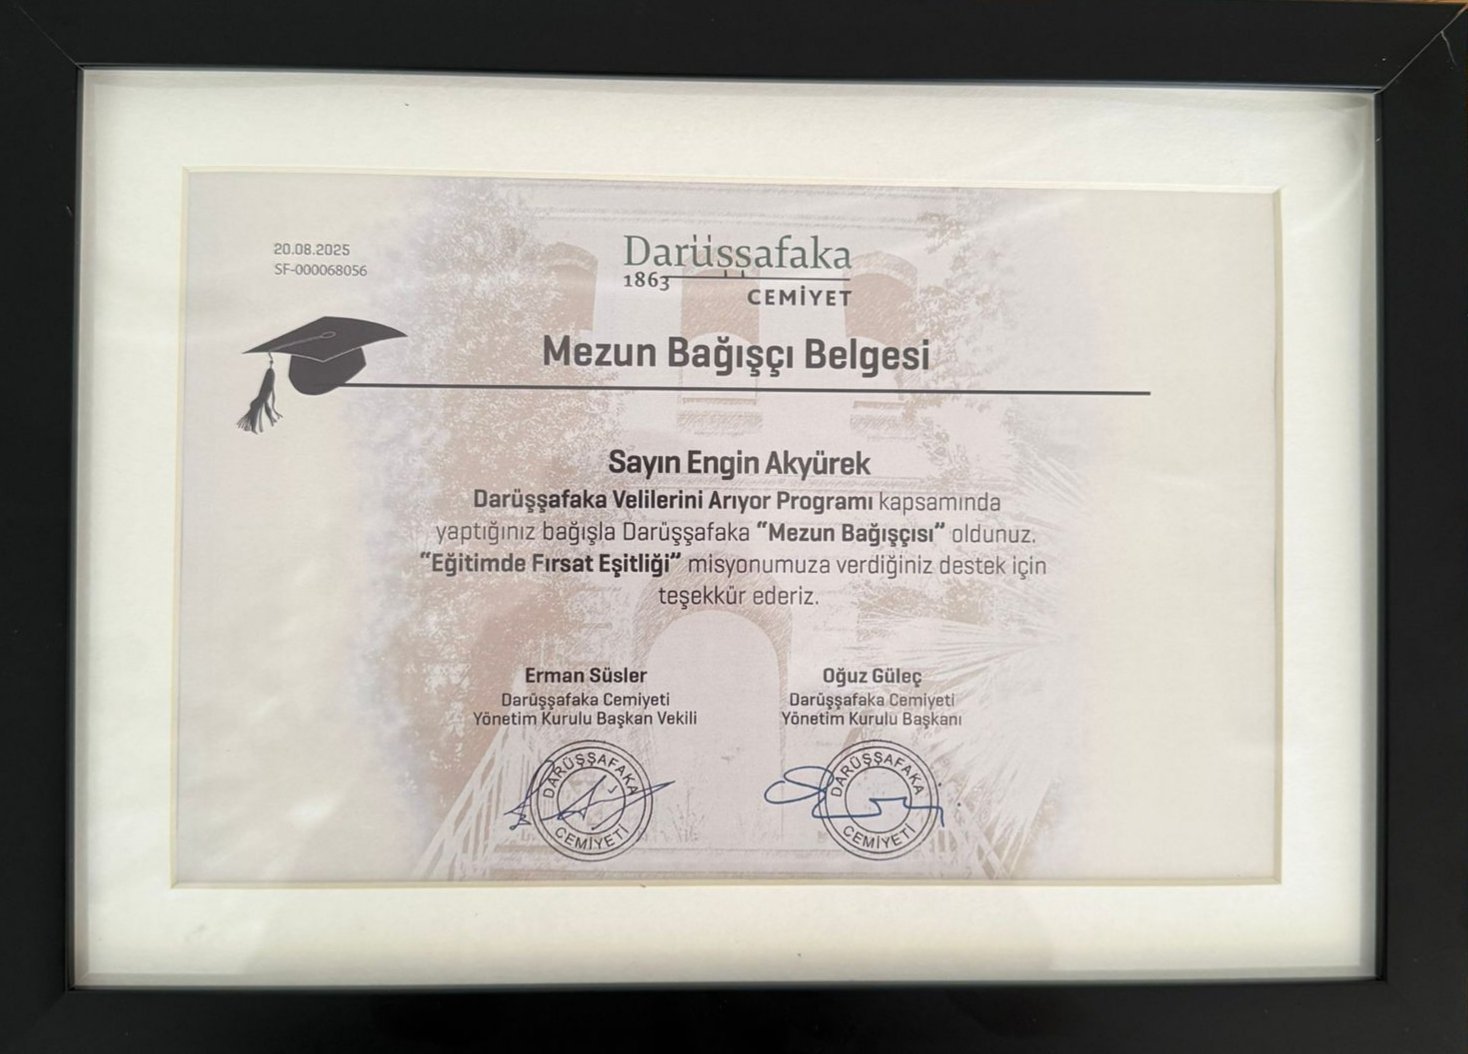 20.08.2025
SF-000068056
Darüşşafaka
1863
CEMİYET
Mezun Bağışçı Belgesi
Sayın Engin Akyürek
Darüşşafaka Velilerini Arıyor Programı kapsamında
yaptığınız bağışla Darüşşafaka “Mezun Bağışçısı” oldunuz.
“Eğitimde Fırsat Eşitliği” misyonumuza verdiğiniz destek için
teşekkür ederiz.
Erman Süsler
Darüşşafaka Cemiyeti
Yönetim Kurulu Başkan Vekili
DARÜŞŞAFAKA
CEMİYETİ
Oğuz Güleç
Darüşşafaka Cemiyeti
Yönetim Kurulu Başkanı
DARÜŞŞAFAKA
CEMİYETİ